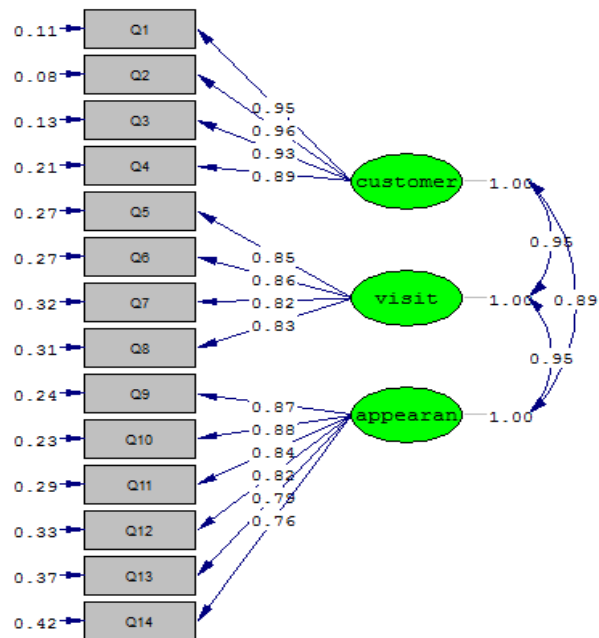 0.11 Q1
0.08 Q2
0.13 Q3
0.21 Q4
0.27 Q5
0.27 Q6
0.32 Q7
0.31 Q8
0.24 Q9
0.23 Q10
0.29 Q11
0.33 Q12
0.37 Q13
0.42 Q14
0.95
0.96
0.93
0.89
0.85
0.86
0.82
0.83
0.87
0.88
0.84
0.82
0.79
0.76
customer 1.00
visit 1.00
appearan 1.00
0.95
0.89
0.95